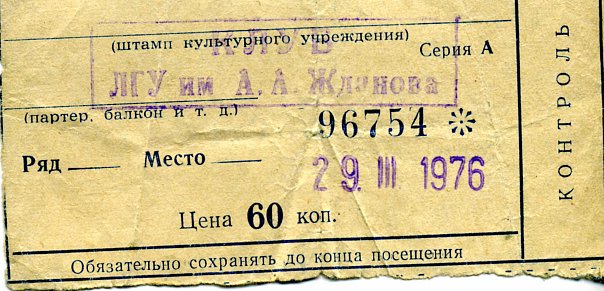 КЛУБ
(штамп культурного учреждения)
Серия А
ЛГУ им А. А. Жданова
(партер, балкон и т. д.)
96754 *
Ряд Место
29 III 1976
Цена 60 коп.
Обязательно сохранять до конца посещения
КОНТРОЛЬ